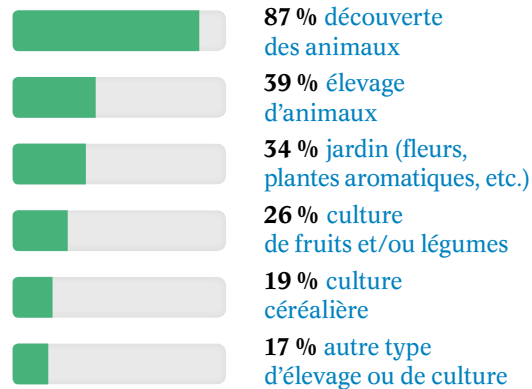 87 % découverte
des animaux
39 % élevage
d’animaux
34 % jardin (fleurs,
plantes aromatiques, etc.)
26 % culture
de fruits et/ou légumes
19 % culture
céréalière
17 % autre type
d’élevage ou de culture